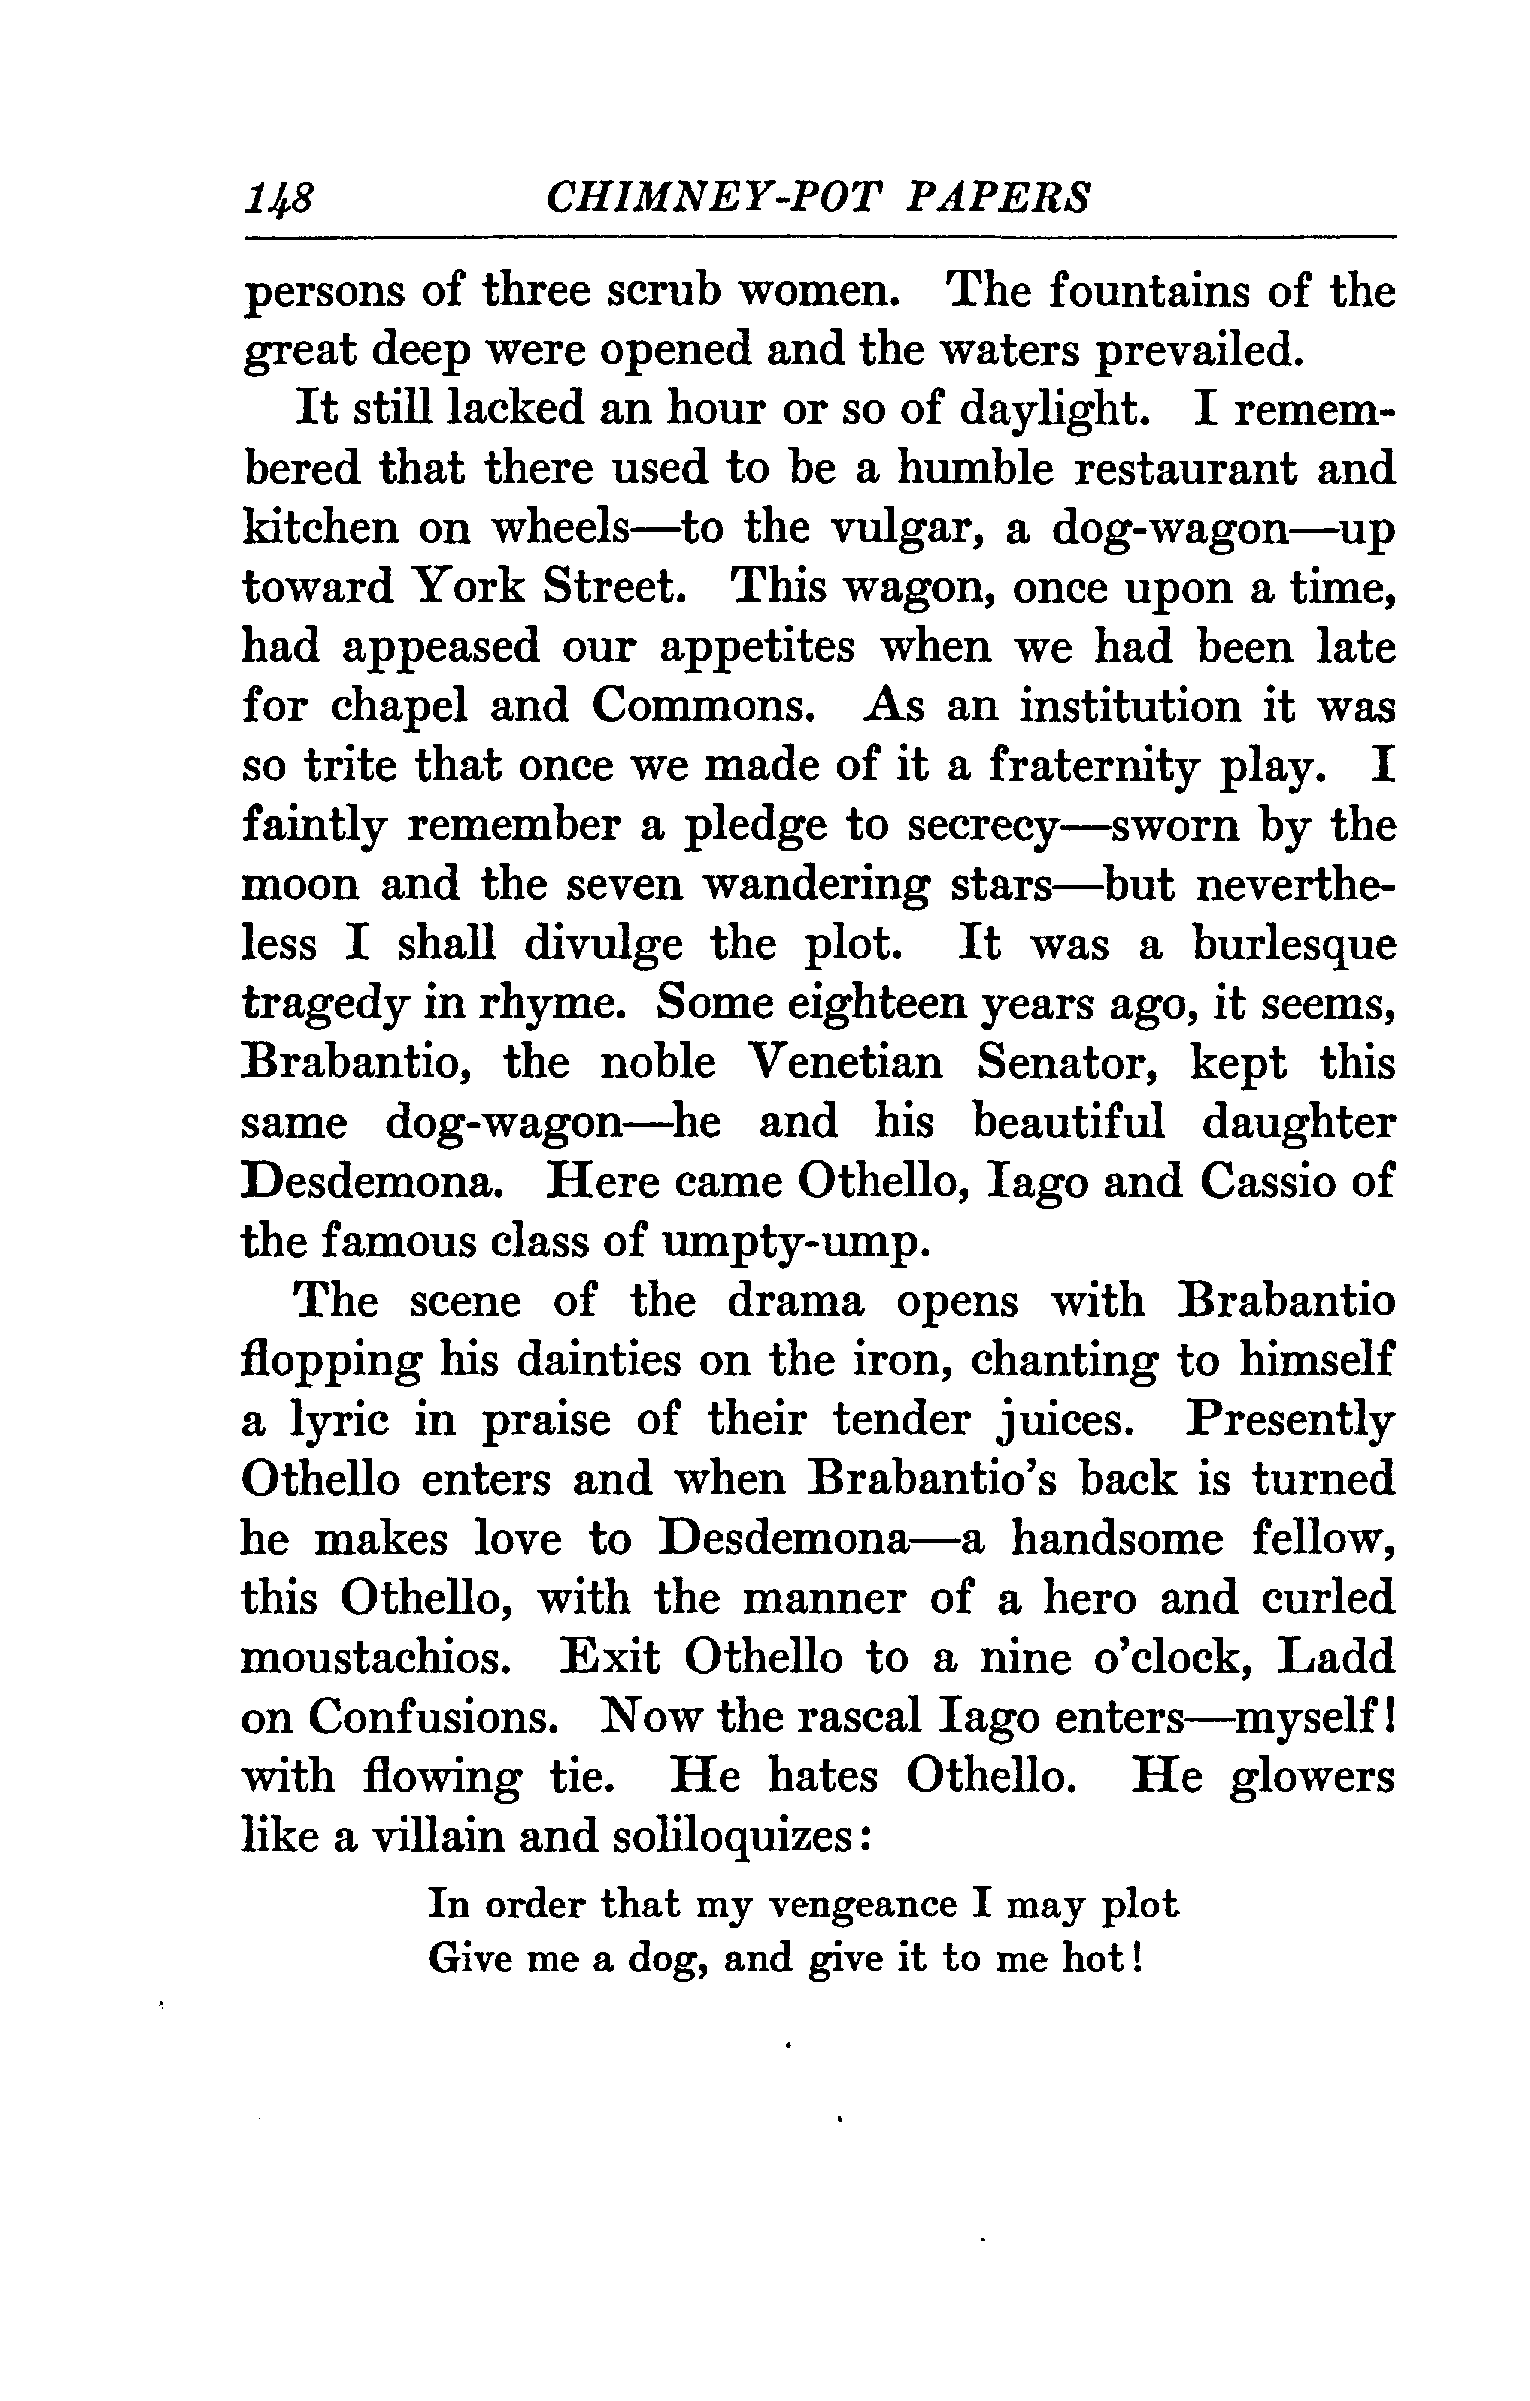 148 CHIMNEY-POT PAPERS
persons of three scrub women. The fountains of the
great deep were opened and the waters prevailed.
It still lacked an hour or so of daylight. I remem-
bered that there used to be a humble restaurant and
kitchen on wheels—to the vulgar, a dog-wagon—up
toward York Street. This wagon, once upon a time,
had appeased our appetites when we had been late
for chapel and Commons. As an institution it was
so trite that once we made of it a fraternity play. I
faintly remember a pledge to secrecy—sworn by the
moon and the seven wandering stars—but neverthe-
less I shall divulge the plot. It was a burlesque
tragedy in rhyme. Some eighteen years ago, it seems,
Brabantio, the noble Venetian Senator, kept this
same dog-wagon—he and his beautiful daughter
Desdemona. Here came Othello, Iago and Cassio of
the famous class of umpty-ump.
The scene of the drama opens with Brabantio
flopping his dainties on the iron, chanting to himself
a lyric in praise of their tender juices. Presently
Othello enters and when Brabantio's back is turned
he makes love to Desdemona—a handsome fellow,
this Othello, with the manner of a hero and curled
moustachios. Exit Othello to a nine o'clock, Ladd
on Confusions. Now the rascal Iago enters—myself!
with flowing tie. He hates Othello. He glowers
like a villain and soliloquizes:
In order that my vengeance I may plot
Give me a dog, and give it to me hot!